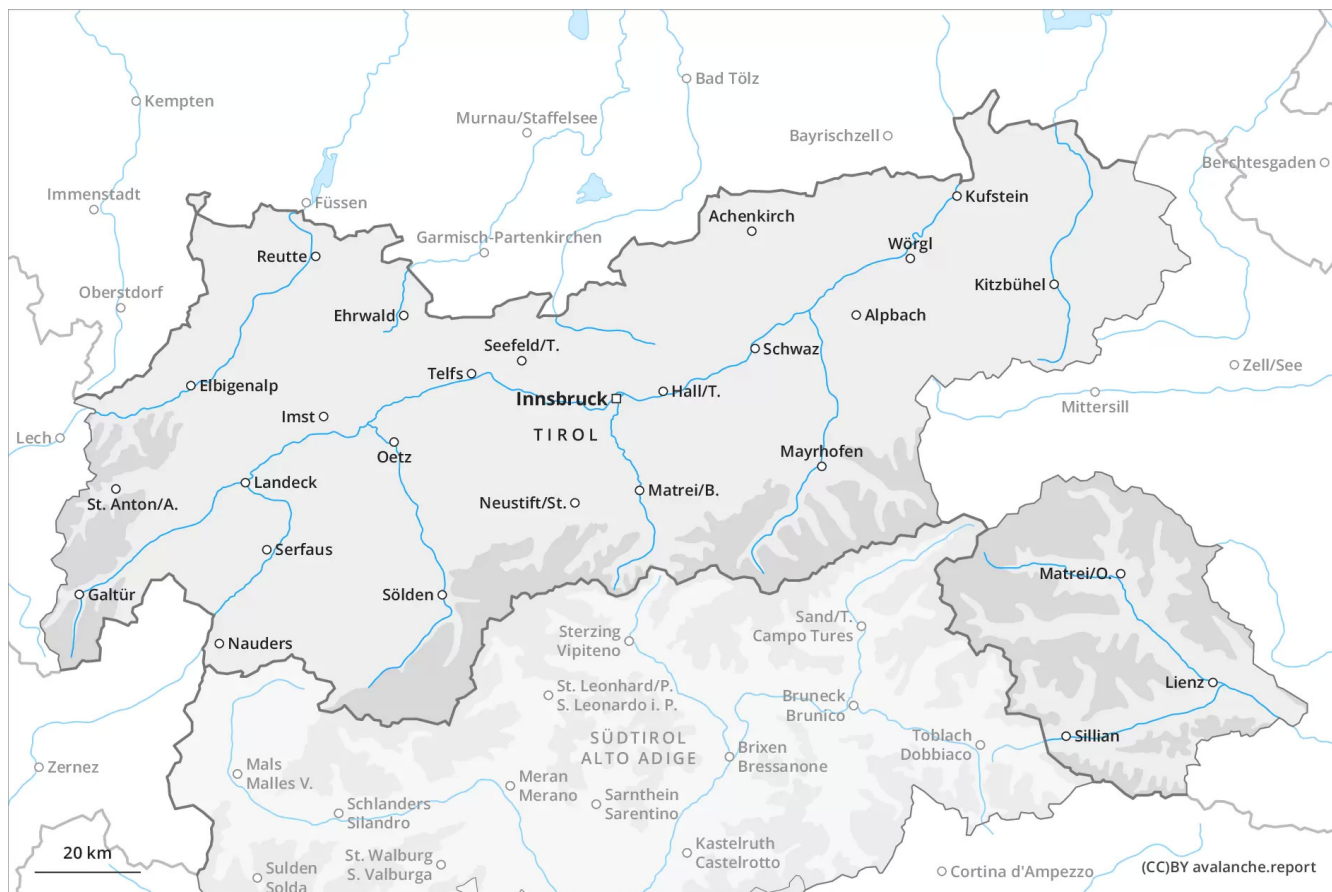 Bad Tölz
Kempten
Murnau/Staffelsee
Bayrischzell
Berchtesgaden
Immenstadt
Füssen
Kufstein
Achenkirch
Garmisch-Partenkirchen
Wörgl
Reutte
Kitzbühel
Oberstdorf
Ehrwald
Alpbach
Seefeld/T.
Schwaz
Zell/See
Telfs
Elbigenalp
Innsbruck
Hall/T.
Mittersill
Imst
TIROL
Lech
Oetz
Mayrhofen
Landeck
St. Anton/A.
Neustift/St.
Matrei/B.
Serfaus
Matrei/O.
Galtür
Sölden
Sand/T.
Campo Tures
Sterzing
Vipiteno
Nauders
Lienz
St. Leonhard/P.
S. Leonardo i. P.
Bruneck
Brunico
SÜDTIROL
ALTO ADIGE
Toblach
Dobbiaco
Sillian
Brixen
Bressanone
Zernez
Mals
Malles V.
Meran
Merano
Sarnthein
Sarentino
Schlanders
Silandro
Kastelruth
Castelrotto
20 km
St. Walburg
S. Valburga
Sulden
Solda
Cortina d'Ampezzo
(CC)BY avalanche.report